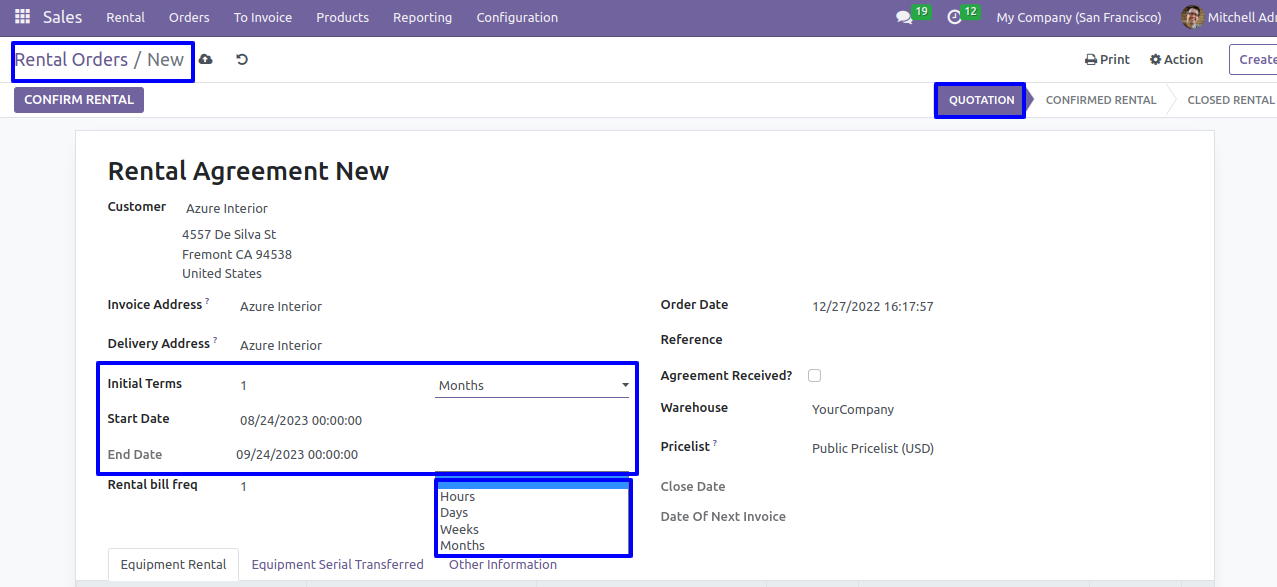 Sales Rental Orders To Invoice Products Reporting Configuration 19 12 My Company (San Francisco) Mitchell Adm
Rental Orders / New Print Action Create
CONFIRM RENTAL QUOTATION CONFIRMED RENTAL CLOSED RENTAL
Rental Agreement New
Customer Azure Interior
4557 De Silva St
Fremont CA 94538
United States
Invoice Address ? Azure Interior Order Date 12/27/2022 16:17:57
Delivery Address ? Azure Interior Reference
Initial Terms 1 Months Agreement Received?
Start Date 08/24/2023 00:00:00 Warehouse YourCompany
End Date 09/24/2023 00:00:00 Pricelist ? Public Pricelist (USD)
Rental bill freq 1 Close Date
Hours
Days
Weeks
Months
Date Of Next Invoice
Equipment Rental Equipment Serial Transferred Other Information